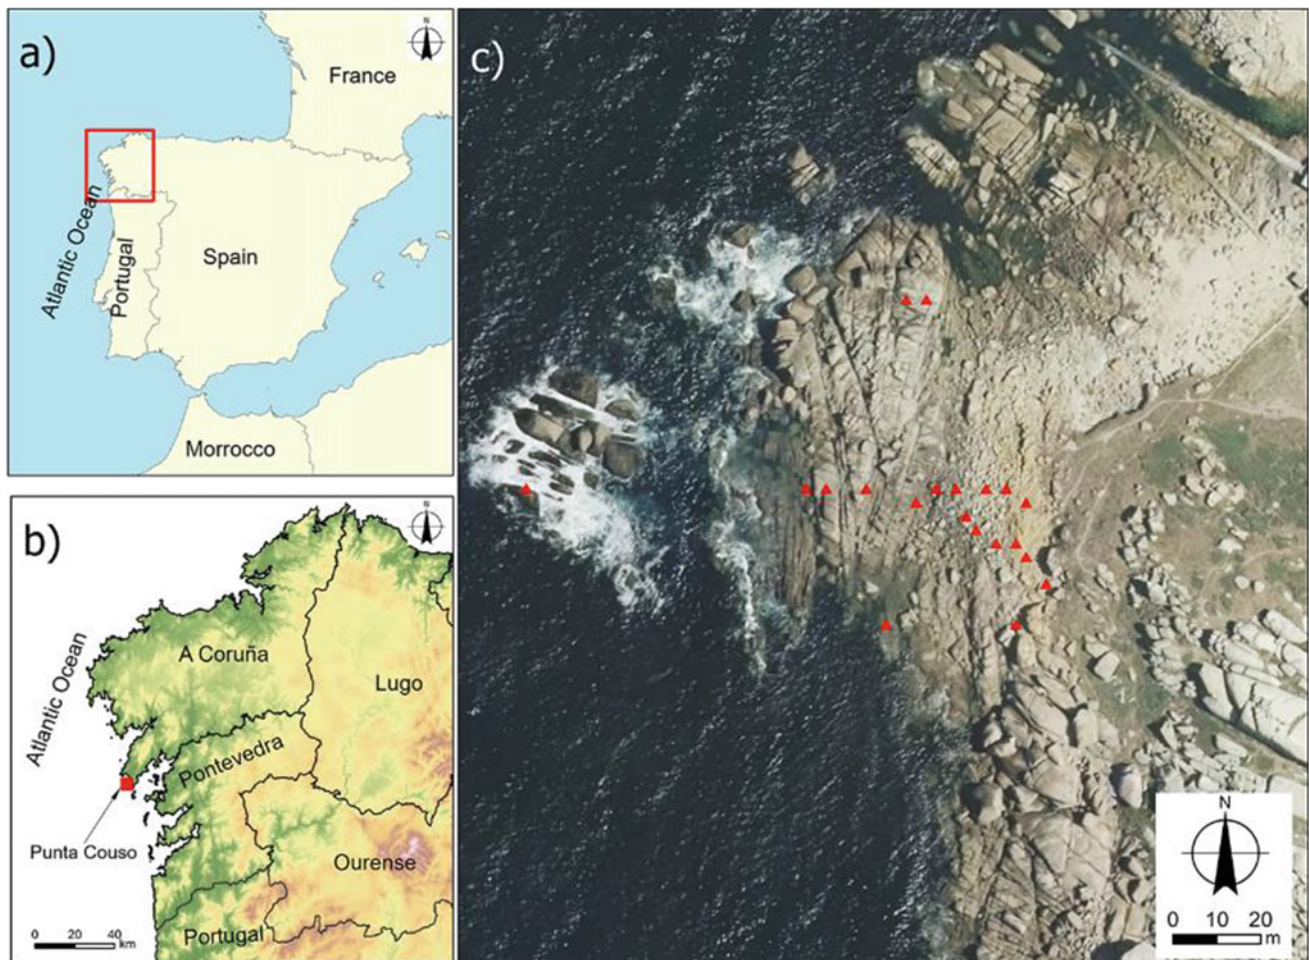 a)
N
France
Atlantic Ocean
Portugal
Spain
Morrocco
b)
N
A Coruña
Lugo
Atlantic Ocean
Pontevedra
Punta Couso
Ourense
Portugal
0 20 40
km
c)
N
0 10 20
m